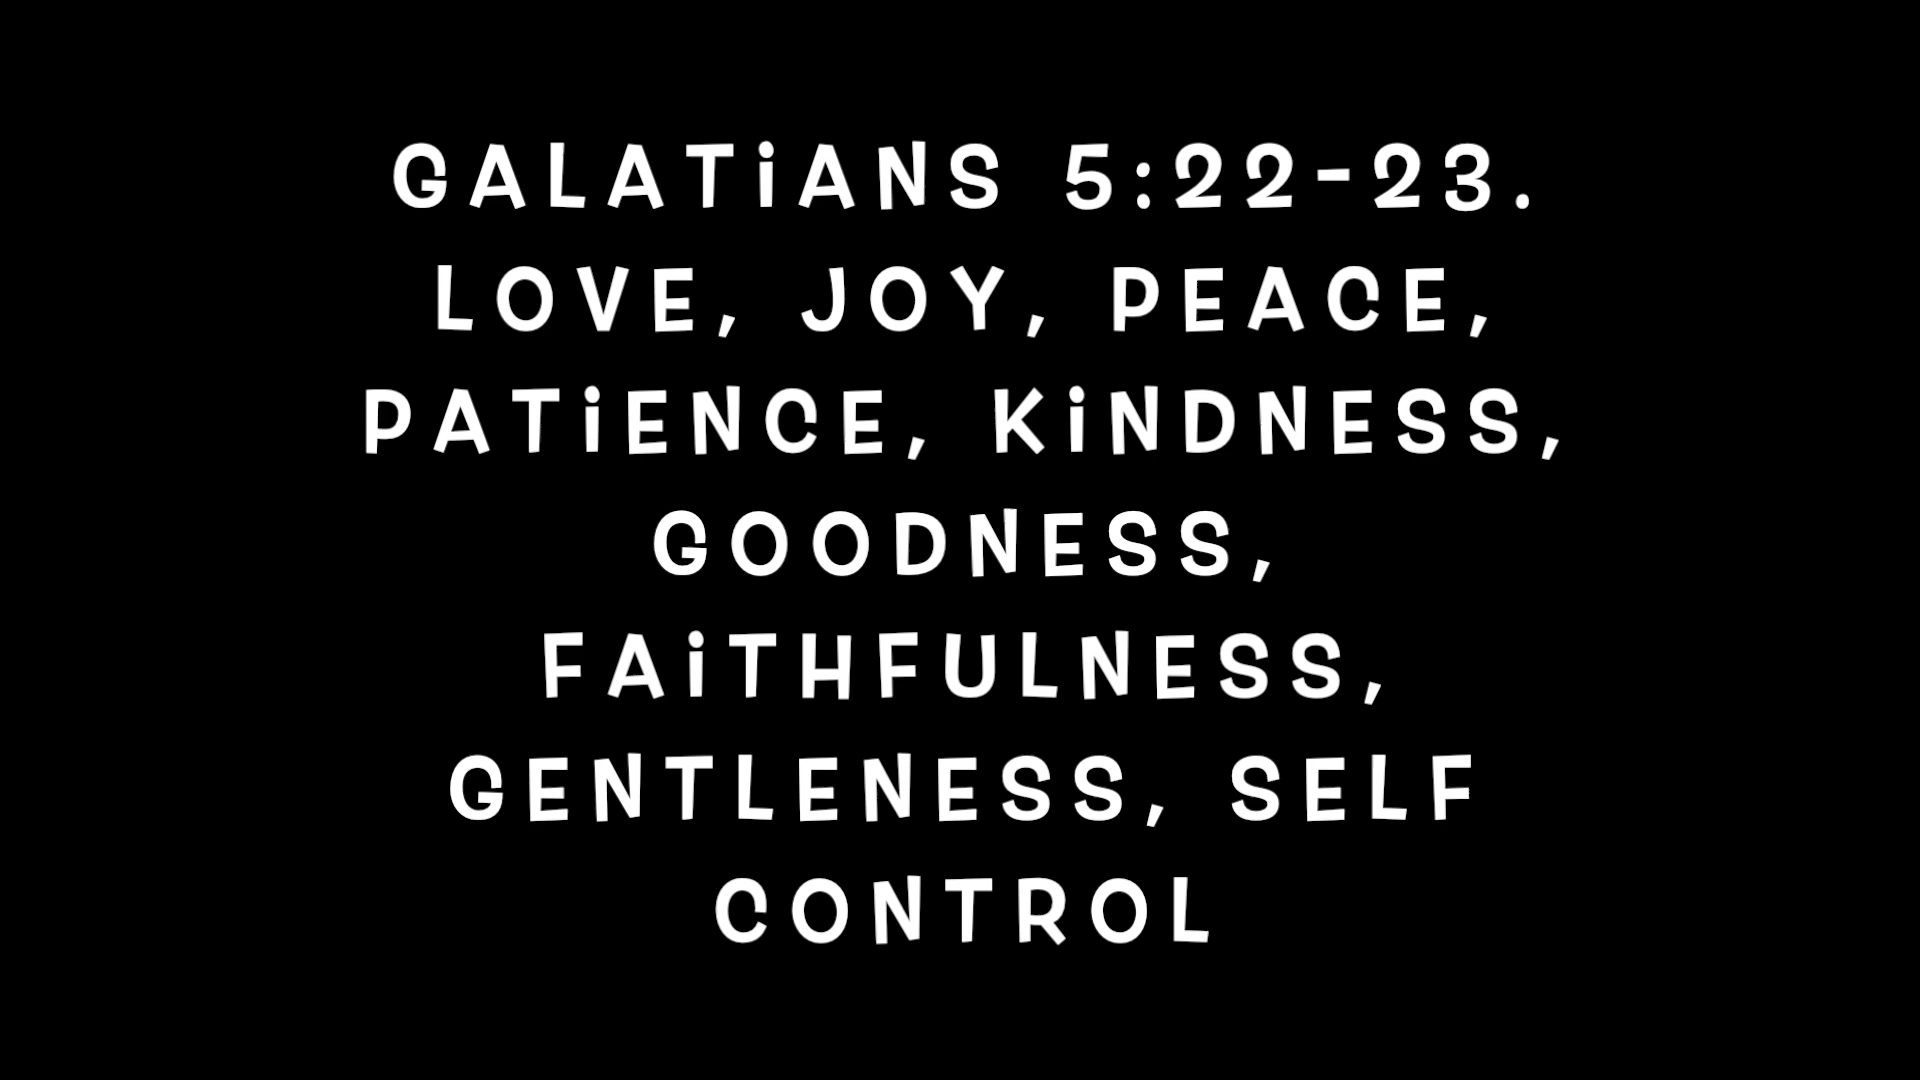 GALATiANS 5:22-23.
LOVE, JOY, PEACE,
PATiENCE, KiNDNESS,
GOODNESS,
FAiTHFULNESS,
GENTLENESS, SELF
CONTROL